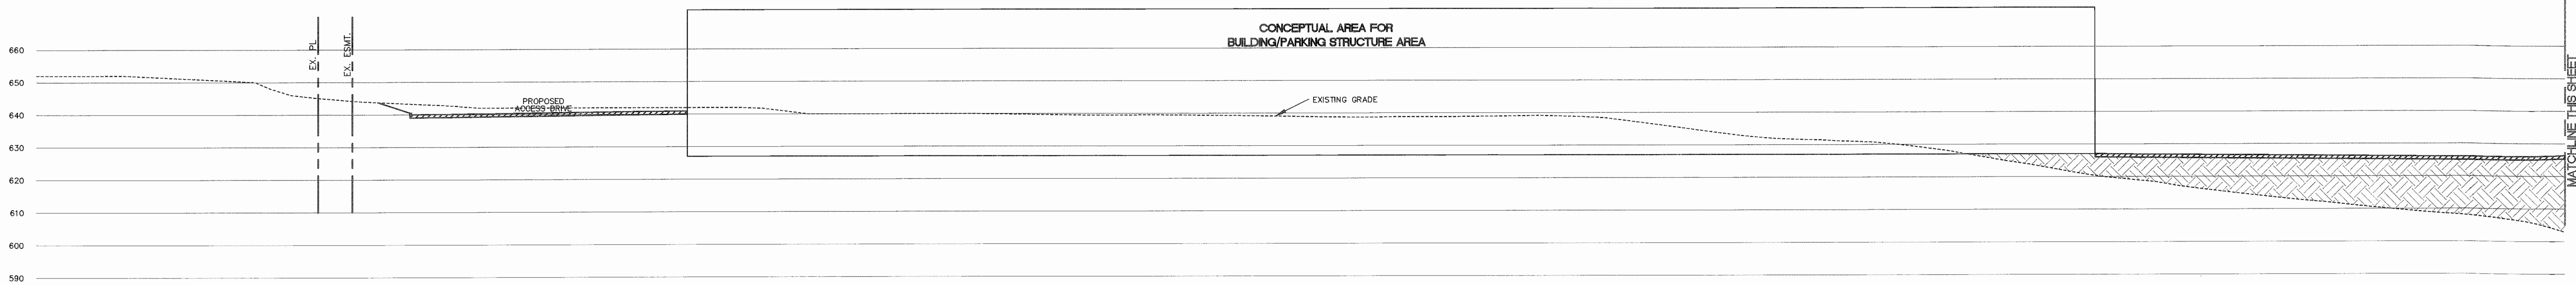 CONCEPTUAL AREA FOR
BUILDING/PARKING STRUCTURE AREA
EX. PL
EX. ESMT.
660
650
640
630
620
610
600
590
PROPOSED
ACCESS DRIVE
EXISTING GRADE
MATCHLINE THIS SHEET